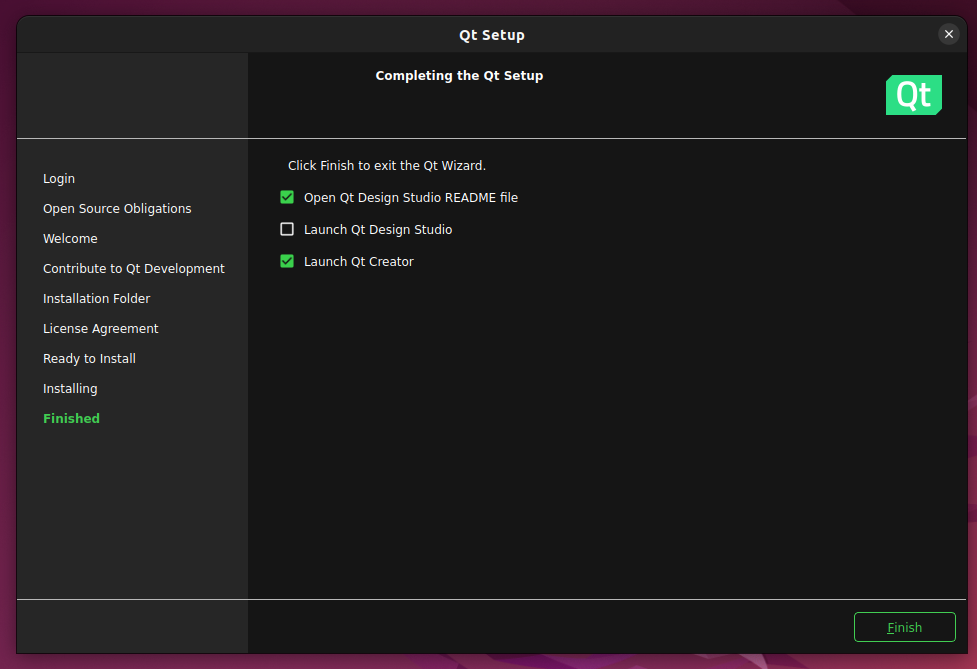 Qt Setup
Completing the Qt Setup
Qt
Login
Open Source Obligations
Welcome
Contribute to Qt Development
Installation Folder
License Agreement
Ready to Install
Installing
Finished
Click Finish to exit the Qt Wizard.
Open Qt Design Studio README file
Launch Qt Design Studio
Launch Qt Creator
Finish